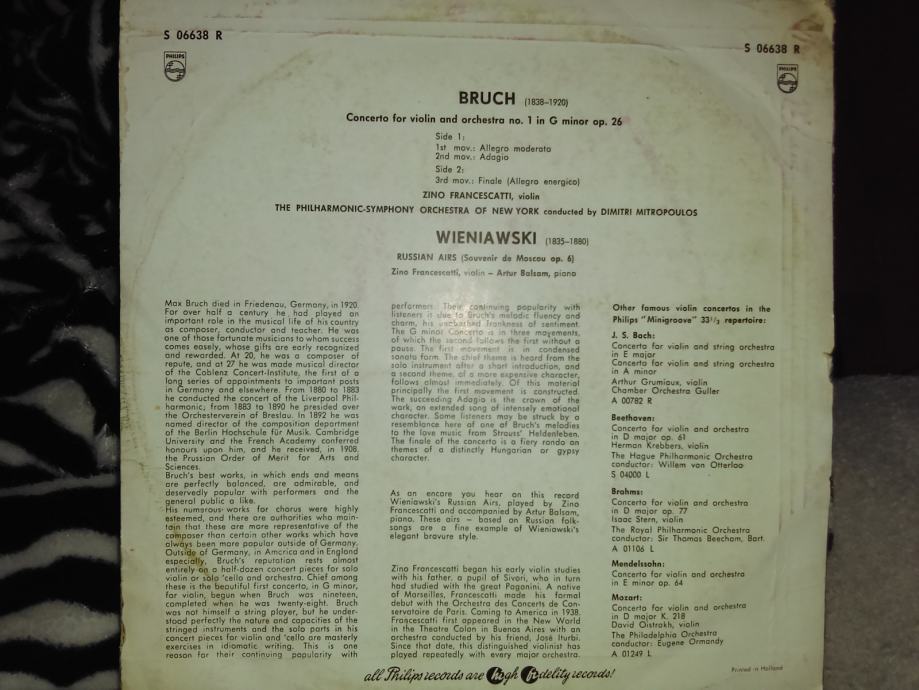 S 06638 R
S 06638 R
PHILIPS
PHILIPS
BRUCH (1838–1920)
Concerto for violin and orchestra no. 1 in G minor op. 26
Side 1:
1st mov.: Allegro moderato
2nd mov.: Adagio
Side 2:
3rd mov.: Finale (Allegro energico)
ZINO FRANCESCATTI, violin
THE PHILHARMONIC-SYMPHONY ORCHESTRA OF NEW YORK conducted by DIMITRI MITROPOULOS
WIENIAWSKI (1835–1880)
RUSSIAN AIRS (Souvenir de Moscou op. 6)
Zino Francescatti, violin – Artur Balsam, piano
Max Bruch died in Friedenau, Germany, in 1920.
For over half a century he had played an
important role in the musical life of his country
as composer, conductor and teacher. He was
one of those fortunate musicians to whom success
comes easely, whose gifts are early recognized
and rewarded. At 20, he was a composer of
repute, and at 27 he was made musical director
of the Coblenz Concert-Institute, the first of a
long series of appointments to important posts
in Germany and elsewhere. From 1880 to 1883
he conducted the concert of the Liverpool Phil-
harmonic; from 1883 to 1890 he presided over
the Orchesterverein of Breslau. In 1892 he was
named director of the composition department
of the Berlin Hochschule für Musik. Cambridge
University and the French Academy conferred
honours upon him, and he received, in 1908,
the Prussian Order of Merit for Arts and
Sciences.
Bruch's best works, in which ends and means
are perfectly balanced, are admirable, and
deservedly popular with performers and the
general public a like.
His numerous works for chorus were highly
esteemed, and there are authorities who main-
tain that these are more representative of the
composer than certain other works which have
always been more popular outside of Germany.
Outside of Germany, in Amcrica and in England
especially, Bruch's reputation rests almost
entirely on a half-dozen concert pieces for solo
violin or solo 'cello and orchestra. Chief among
these is the beautiful first concerto, in G minor,
for violin, begun when Bruch was nineteen,
completed when he was twenty-eight. Bruch
was not himself a string player, but he under-
stood perfectly the nature and capacities of the
stringed instruments and the solo parts in his
concert pieces for violin and 'cello are masterly
exercises in idiomatic writing. This is one
reason for their continuing popularity with
performers. Their continuing popularity with
listeners is due to Bruch's melodic fluency and
charm, his unabashed frankness of sentiment.
The G minor Concerto is in three movements,
of which the second follows the first without a
pause. The first movement is in condensed
sonata form. The chief theme is heard from the
solo instrument after a short introduction, and
a second theme, of a more expensive character,
follows almost immediately. Of this material
principally the first movement is constructed.
The succeeding Adagio is the crown of the
work, an extended song of intensely emotional
character. Some listeners may be struck by a
resemblance here of one of Bruch's melodies
to the love music from Strauss' Heldenleben.
The finale of the concerto is a fiery rondo on
themes of a distinctly Hungarian or gypsy
character.
As an encore you hear on this record
Wieniawski's Russian Airs, played by Zino
Francescatti and accompanied by Artur Balsam,
piano. These airs – based on Russian folk-
songs are a fine example of Wieniawski's
elegant bravure style.
Zino Francescatti began his early violin studies
with his father, a pupil of Sivori, who in turn
had studied with the great Paganini. A native
of Marseilles, Francescatti made his formal
debut with the Orchestra des Concerts de Con-
servatoire de Paris. Coming to America in 1938,
Francescatti first appeared in the New World
in the Theatre Colon in Buenos Aires with an
orchestra conducted by his friend, José Iturbi.
Since that date, this distinguished violinist has
played repeatedly with every major orchestra.
Other famous violin concertos in the
Philips "Minigroove" 33 1/3 repertoire:
J. S. Bach:
Concerto for violin and string orchestra
in E major
Concerto for violin and string orchestra
in A minor
Arthur Grumiaux, violin
Chamber Orchestra Guller
A 00782 R
Beethoven:
Concerto for violin and orchestra
in D major op. 61
Herman Krebbers, violin
The Hague Philharmonic Orchestra
conductor: Willem van Otterloo
S 04000 L
Brahms:
Concerto for violin and orchestra
in D major op. 77
Isaac Stern, violin
The Royal Philharmonic Orchestra
conductor: Sir Thomas Beecham, Bart.
A 01106 L
Mendelssohn:
Concerto for violin and orchestra
in E minor op. 64
Mozart:
Concerto for violin and orchestra
in D major K. 218
David Oistrakh, violin
The Philadelphia Orchestra
conductor: Eugene Ormandy
A 01249 L
Printed in Holland
all Philips records are high fidelity records!